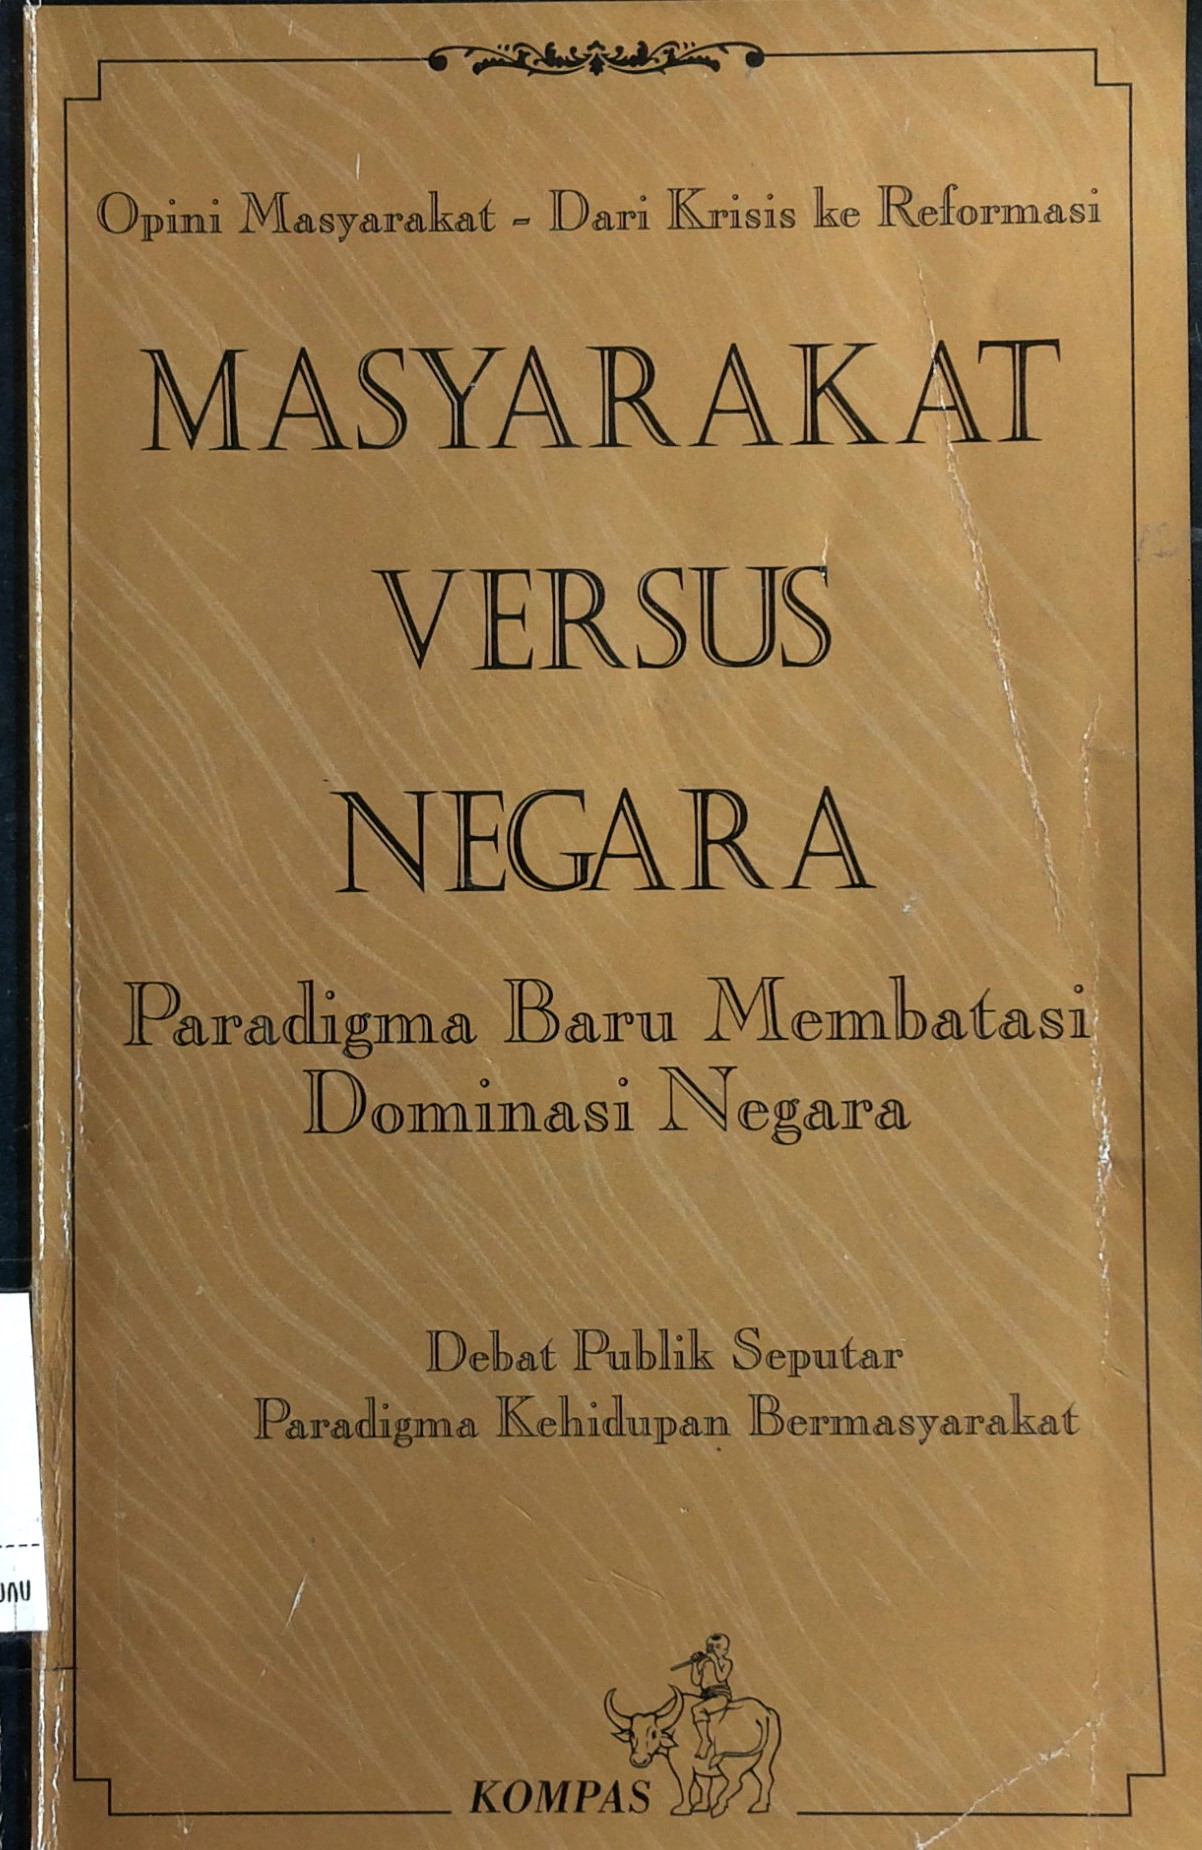 Opini Masyarakat - Dari Krisis ke Reformasi
MASYARAKAT
VERSUS
NEGARA
Paradigma Baru Membatasi
Dominasi Negara
Debat Publik Seputar
Paradigma Kehidupan Bermasyarakat
KOMPAS